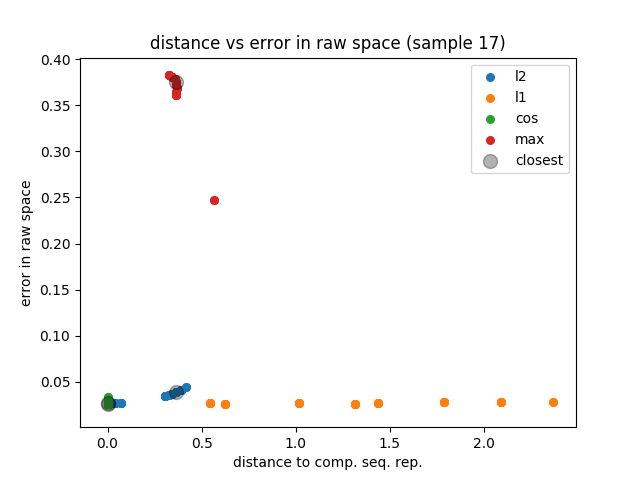 distance vs error in raw space (sample 17)
0.40
0.35
0.30
0.25
0.20
0.15
0.10
0.05
error in raw space
l2
l1
cos
max
closest
0.0 0.5 1.0 1.5 2.0
distance to comp. seq. rep.